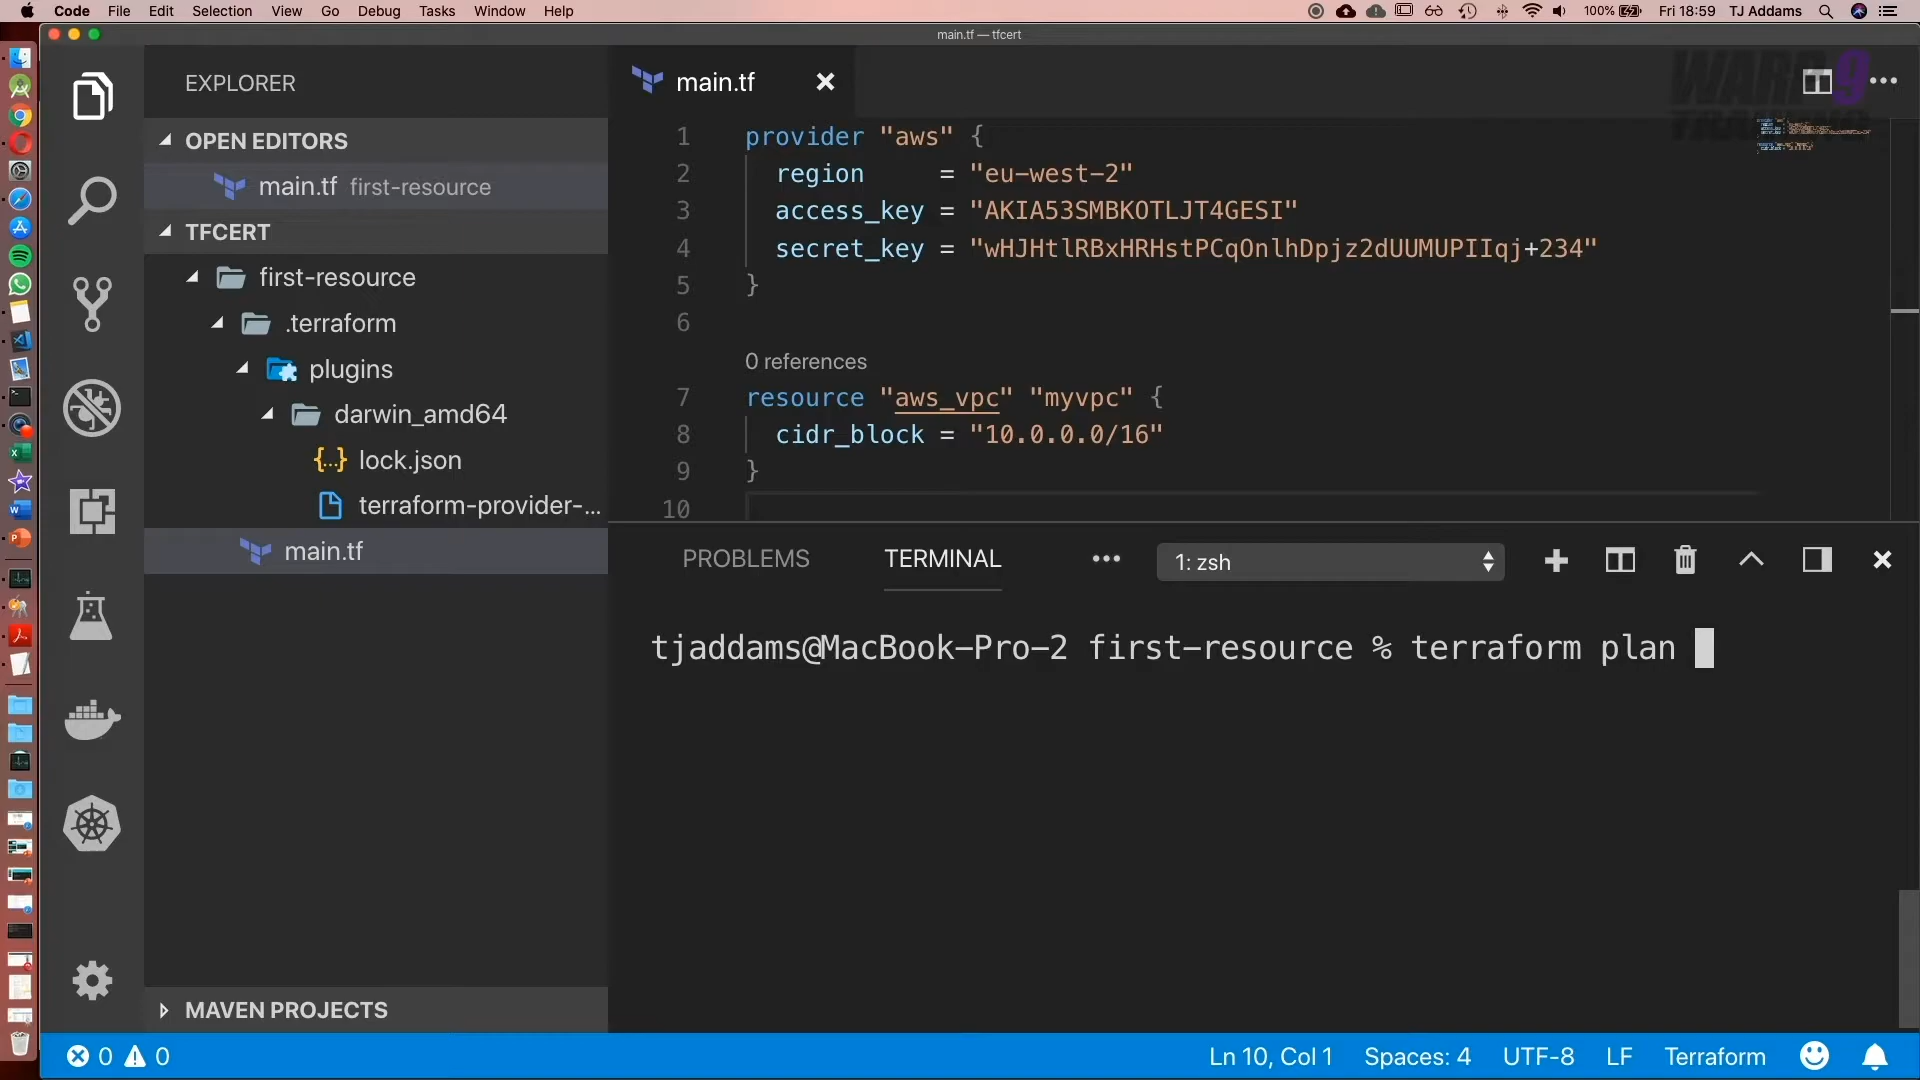 Code File Edit Selection View Go Debug Tasks Window Help
100% Fri 18:59 TJ Addams
main.tf — tfcert
EXPLORER
OPEN EDITORS
main.tf first-resource
TFCERT
first-resource
.terraform
plugins
darwin_amd64
lock.json
terraform-provider-...
main.tf
MAVEN PROJECTS
main.tf
WARP 9
TRAINING
1 provider "aws" {
2 region = "eu-west-2"
3 access_key = "AKIA53SMBKOTLJT4GESI"
4 secret_key = "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"
5 }
6
0 references
7 resource "aws_vpc" "myvpc" {
8 cidr_block = "10.0.0.0/16"
9 }
10
PROBLEMS TERMINAL ••• 1: zsh
tjaddams@MacBook-Pro-2 first-resource % terraform plan
0 0 Ln 10, Col 1 Spaces: 4 UTF-8 LF Terraform